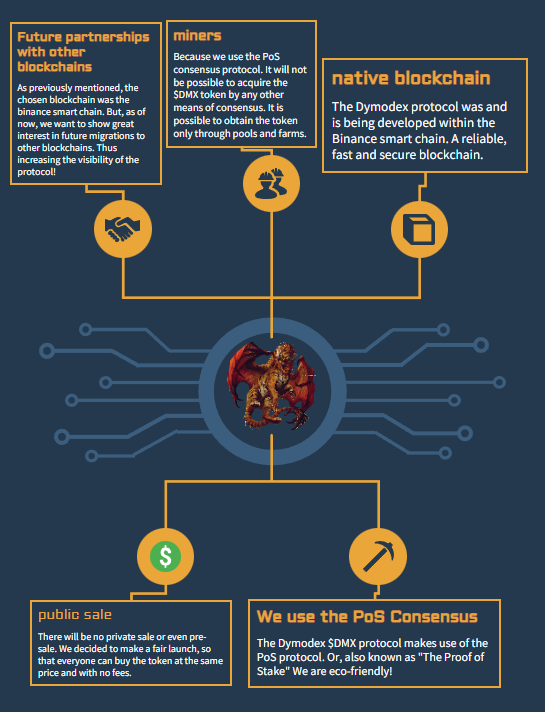 Future partnerships
with other
blockchains
As previously mentioned, the
chosen blockchain was the
binance smart chain. But, as of
now, we want to show great
interest in future migrations to
other blockchains. Thus
increasing the visibility of the
protocol!
miners
Because we use the PoS
consensus protocol. It will not
be possible to acquire the
$DMX token by any other
means of consensus. It is
possible to obtain the token
only through pools and farms.
native blockchain
The Dymodex protocol was and
is being developed within the
Binance smart chain. A reliable,
fast and secure blockchain.
$
public sale
There will be no private sale or even pre-
sale. We decided to make a fair launch, so
that everyone can buy the token at the same
price and with no fees.
We use the PoS Consensus
The Dymodex $DMX protocol makes use of the
PoS protocol. Or, also known as "The Proof of
Stake" We are eco-friendly!